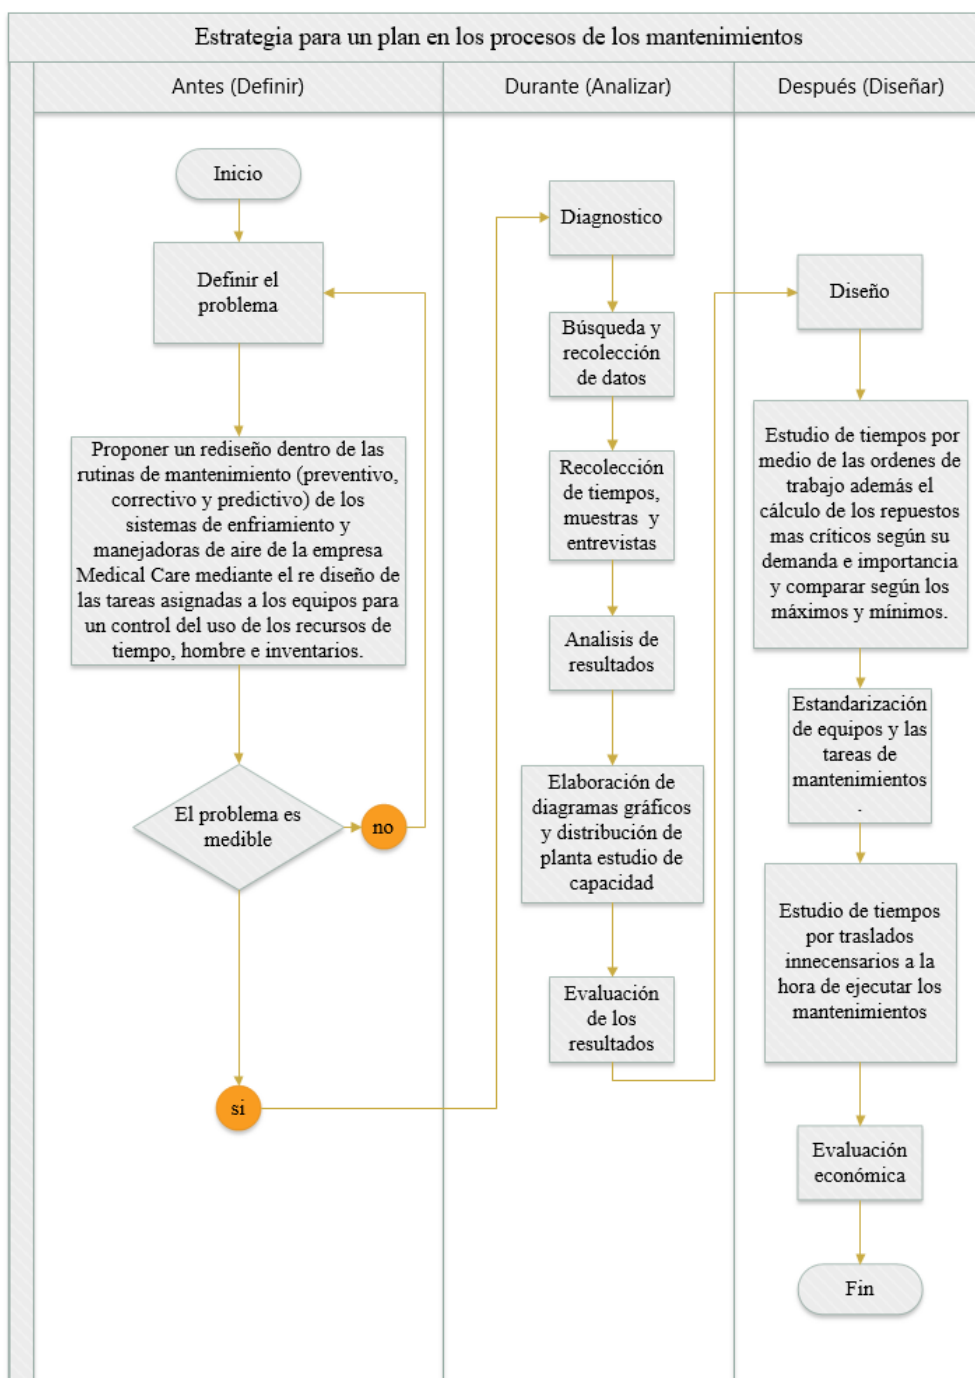 Estrategia para un plan en los procesos de los mantenimientos
Antes (Definir)
Durante (Analizar)
Después (Diseñar)
Inicio
Definir el
problema
Proponer un rediseño dentro de las
rutinas de mantenimiento (preventivo,
correctivo y predictivo) de los
sistemas de enfriamiento y
manejadoras de aire de la empresa
Medical Care mediante el re diseño de
las tareas asignadas a los equipos para
un control del uso de los recursos de
tiempo, hombre e inventarios.
El problema es
medible
no
si
Diagnostico
Búsqueda y
recolección
de datos
Recolección
de tiempos,
muestras y
entrevistas
Analisis de
resultados
Elaboración de
diagramas gráficos
y distribución de
planta estudio de
capacidad
Evaluación
de los
resultados
Diseño
Estudio de tiempos por
medio de las ordenes de
trabajo además el
cálculo de los repuestos
mas críticos según su
demanda e importancia
y comparar según los
máximos y mínimos.
Estandarización
de equipos y las
tareas de
mantenimientos
.
Estudio de tiempos
por traslados
innecensarios a la
hora de ejecutar los
mantenimientos
Evaluación
económica
Fin